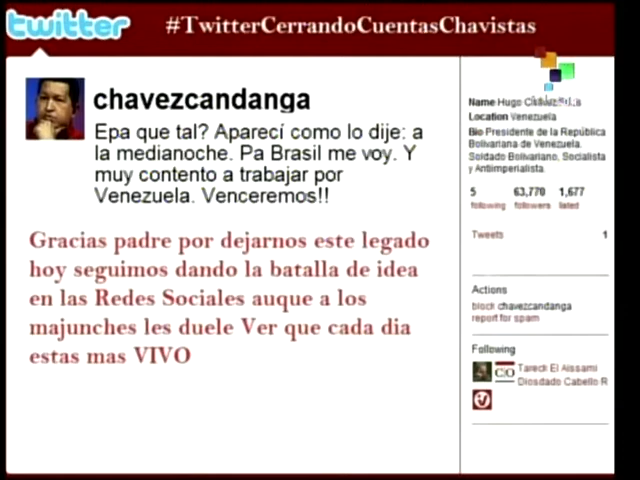 twitter
#TwitterCerrandoCuentasChavistas
chavezcandanga
Epa que tal? Aparecí como lo dije: a
la medianoche. Pa Brasil me voy. Y
muy contento a trabajar por
Venezuela. Venceremos!!
Gracias padre por dejarnos este legado
hoy seguimos dando la batalla de idea
en las Redes Sociales auque a los
majunches les duele Ver que cada dia
estas mas VIVO
Name Hugo
Location Venezuela
Bio Presidente de la República
Bolivariana de Venezuela.
Soldado Bolivariano, Socialista
y Antiimperialista.
5 63,770 1,677
following followers listed
Tweets 1
Actions
block chavezcandanga
report for spam
Following
Tareck El Aissami
Diosdado Cabello R